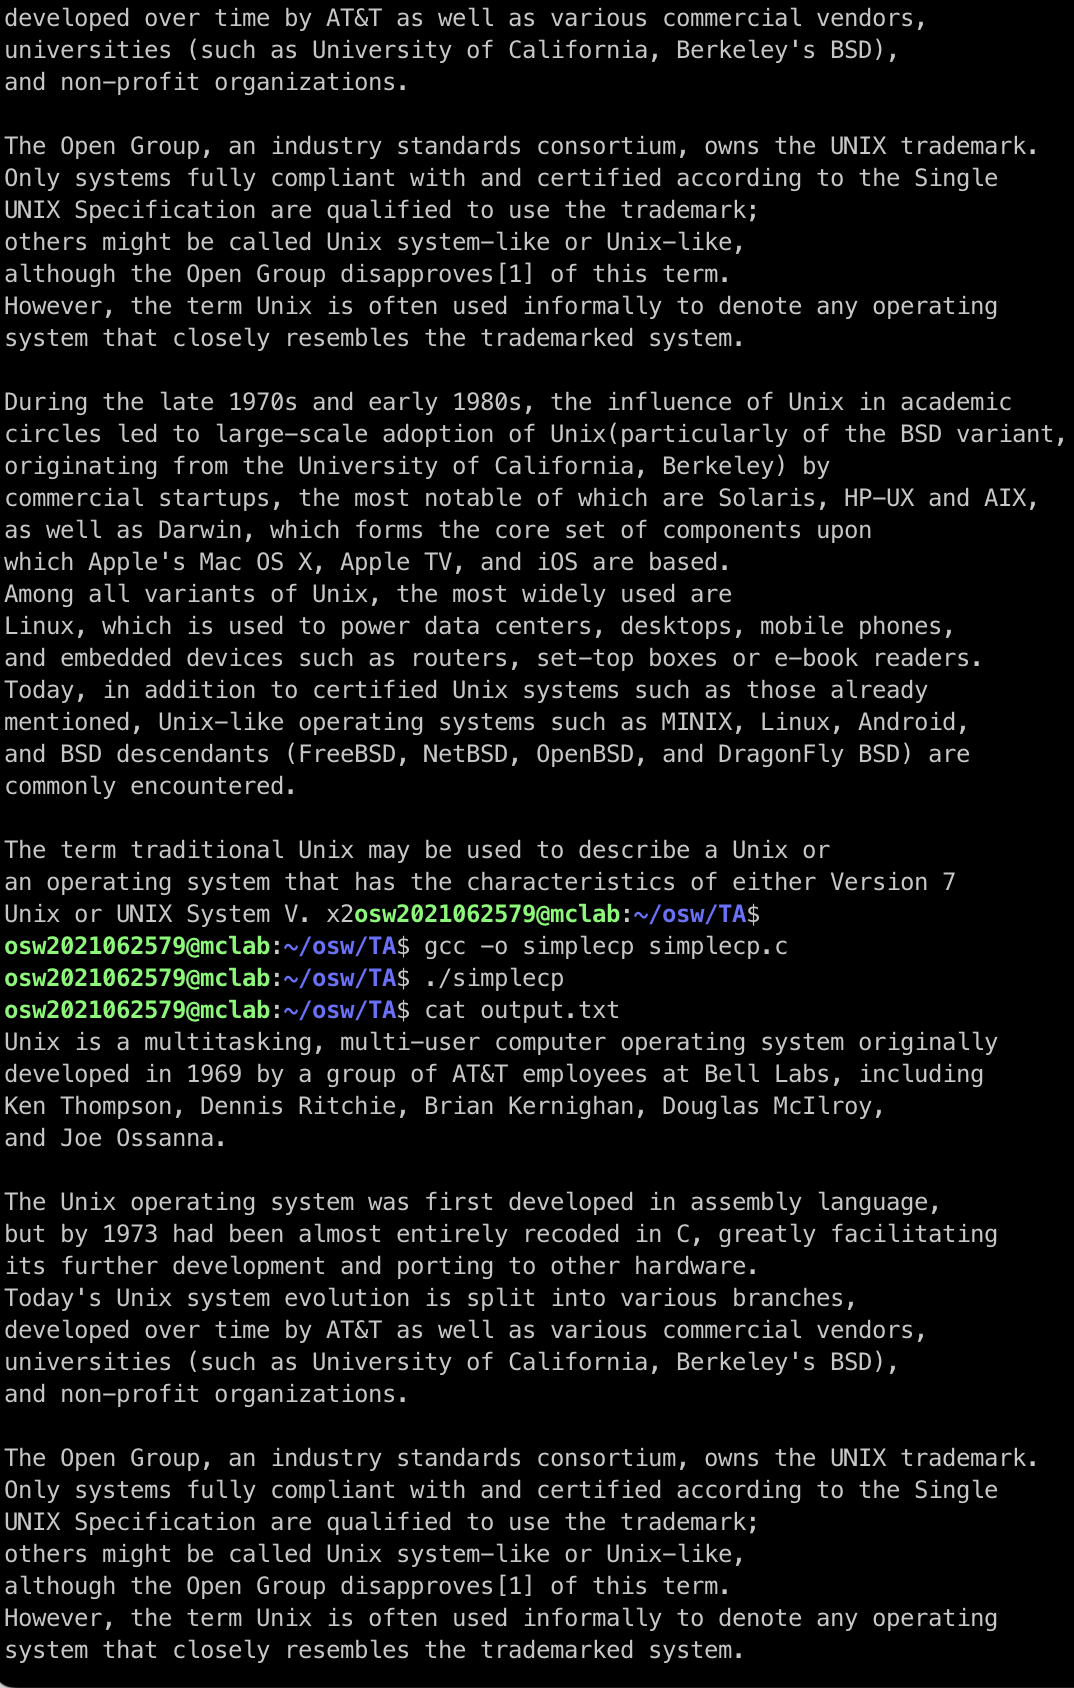 developed over time by AT&T as well as various commercial vendors,
universities (such as University of California, Berkeley's BSD),
and non-profit organizations.

The Open Group, an industry standards consortium, owns the UNIX trademark.
Only systems fully compliant with and certified according to the Single
UNIX Specification are qualified to use the trademark;
others might be called Unix system-like or Unix-like,
although the Open Group disapproves[1] of this term.
However, the term Unix is often used informally to denote any operating
system that closely resembles the trademarked system.

During the late 1970s and early 1980s, the influence of Unix in academic
circles led to large-scale adoption of Unix(particularly of the BSD variant,
originating from the University of California, Berkeley) by
commercial startups, the most notable of which are Solaris, HP-UX and AIX,
as well as Darwin, which forms the core set of components upon
which Apple's Mac OS X, Apple TV, and iOS are based.
Among all variants of Unix, the most widely used are
Linux, which is used to power data centers, desktops, mobile phones,
and embedded devices such as routers, set-top boxes or e-book readers.
Today, in addition to certified Unix systems such as those already
mentioned, Unix-like operating systems such as MINIX, Linux, Android,
and BSD descendants (FreeBSD, NetBSD, OpenBSD, and DragonFly BSD) are
commonly encountered.

The term traditional Unix may be used to describe a Unix or
an operating system that has the characteristics of either Version 7
Unix or UNIX System V. x2osw2021062579@mclab:~/osw/TA$
osw2021062579@mclab:~/osw/TA$ gcc -o simplecp simplecp.c
osw2021062579@mclab:~/osw/TA$ ./simplecp
osw2021062579@mclab:~/osw/TA$ cat output.txt
Unix is a multitasking, multi-user computer operating system originally
developed in 1969 by a group of AT&T employees at Bell Labs, including
Ken Thompson, Dennis Ritchie, Brian Kernighan, Douglas McIlroy,
and Joe Ossanna.

The Unix operating system was first developed in assembly language,
but by 1973 had been almost entirely recoded in C, greatly facilitating
its further development and porting to other hardware.
Today's Unix system evolution is split into various branches,
developed over time by AT&T as well as various commercial vendors,
universities (such as University of California, Berkeley's BSD),
and non-profit organizations.

The Open Group, an industry standards consortium, owns the UNIX trademark.
Only systems fully compliant with and certified according to the Single
UNIX Specification are qualified to use the trademark;
others might be called Unix system-like or Unix-like,
although the Open Group disapproves[1] of this term.
However, the term Unix is often used informally to denote any operating
system that closely resembles the trademarked system.